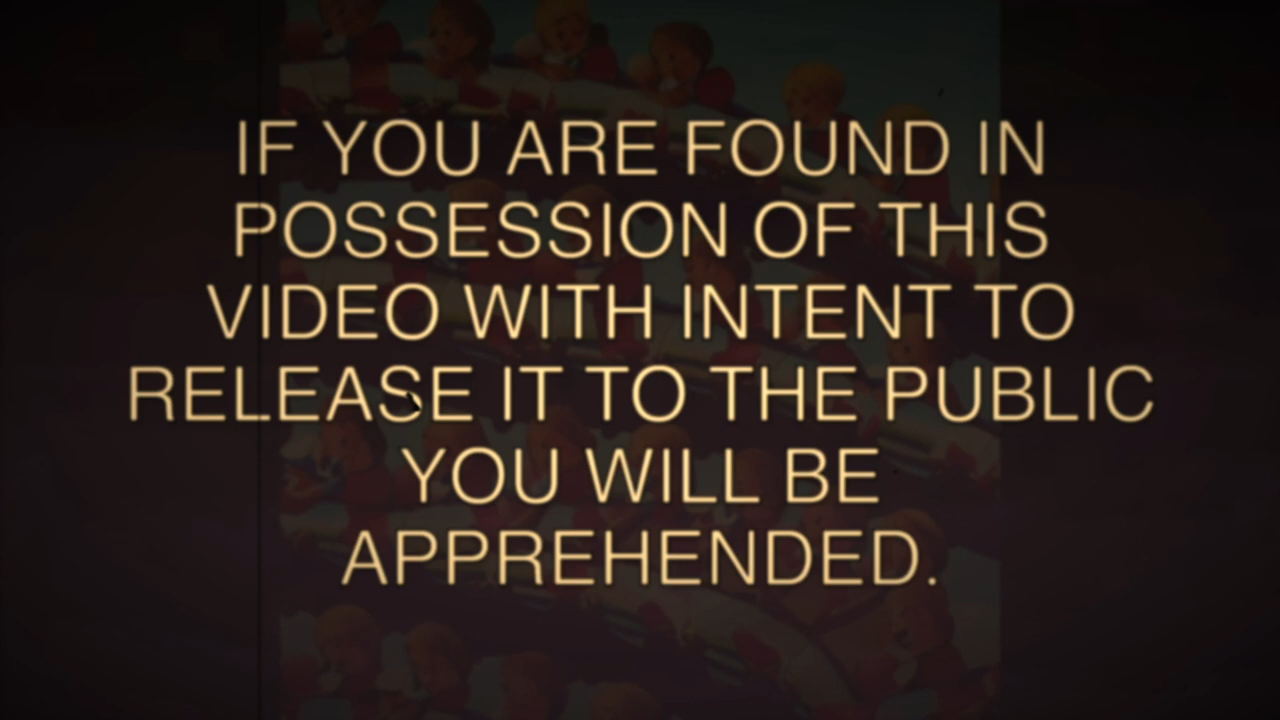 IF YOU ARE FOUND IN
POSSESSION OF THIS
VIDEO WITH INTENT TO
RELEASE IT TO THE PUBLIC
YOU WILL BE
APPREHENDED.